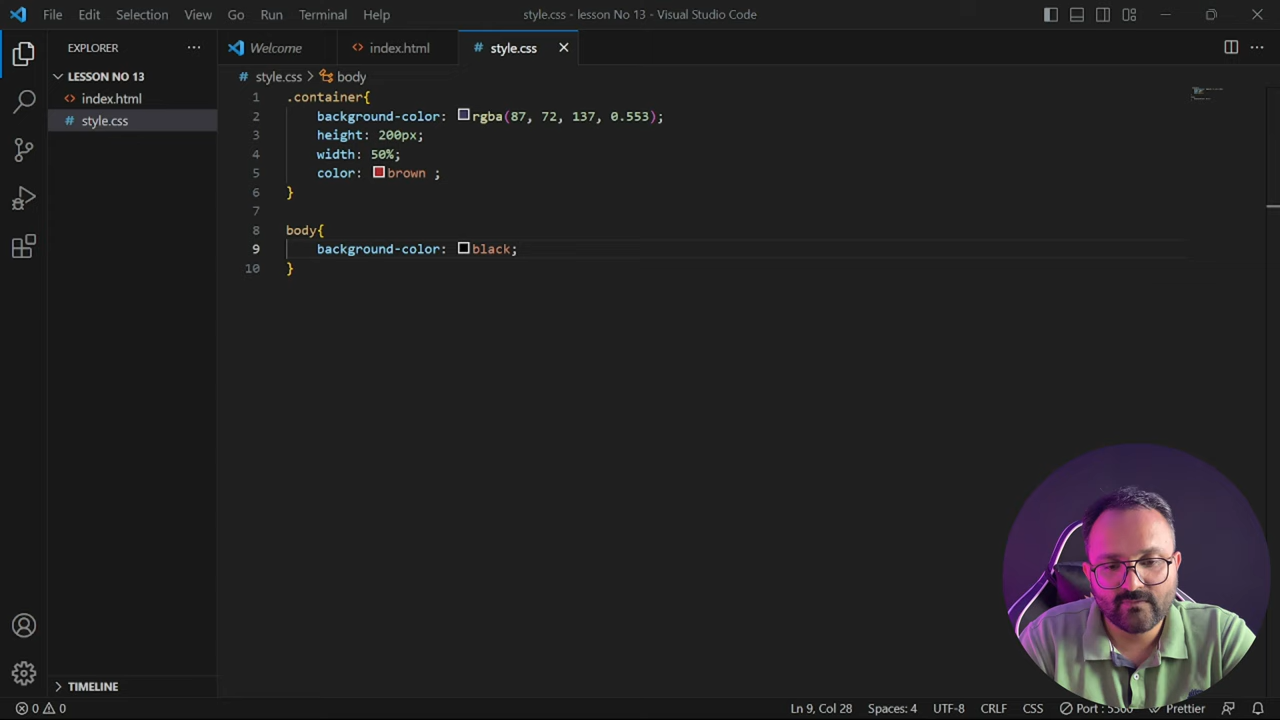 File Edit Selection View Go Run Terminal Help
style.css - lesson No 13 - Visual Studio Code
EXPLORER
LESSON NO 13
index.html
style.css
TIMELINE
Welcome
index.html
style.css
style.css > body
1 .container{
2 background-color: rgba(87, 72, 137, 0.553);
3 height: 200px;
4 width: 50%;
5 color: brown ;
6 }
7
8 body{
9 background-color: black;
10 }
0 0
Ln 9, Col 28 Spaces: 4 UTF-8 CRLF CSS Port : 5500 Prettier